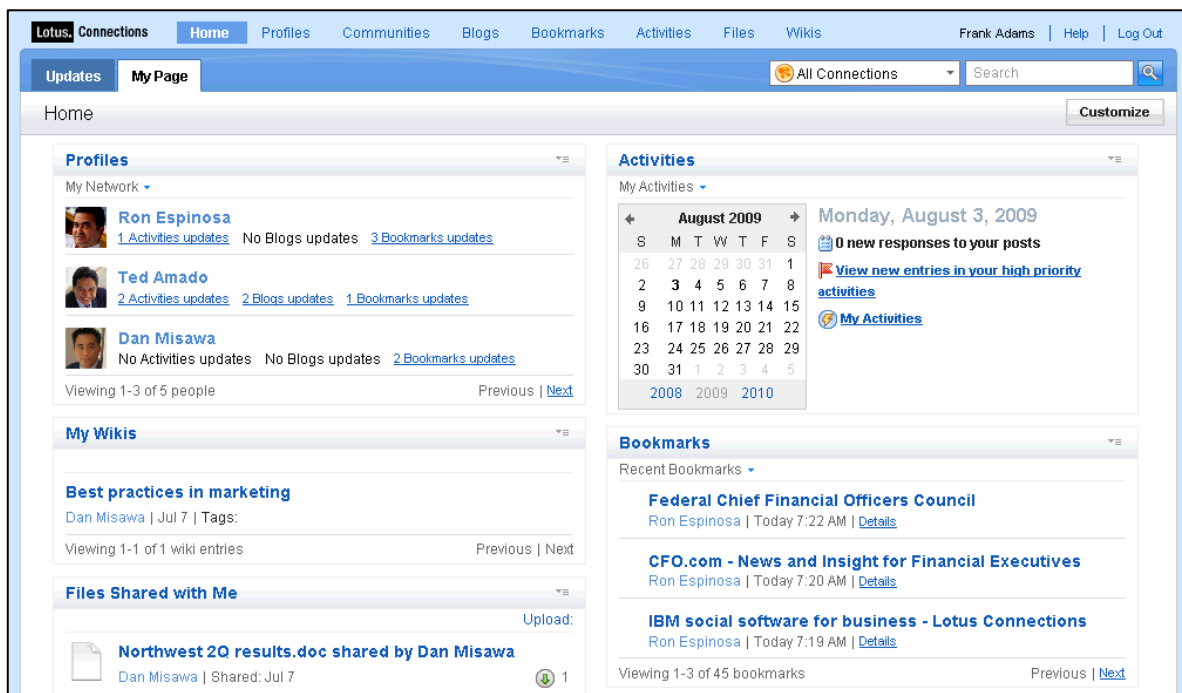 Lotus. Connections Home Profiles Communities Blogs Bookmarks Activities Files Wikis Frank Adams | Help | Log Out
Updates My Page All Connections Search
Home Customize
Profiles
My Network
Ron Espinosa
1 Activities updates No Blogs updates 3 Bookmarks updates
Ted Amado
2 Activities updates 2 Blogs updates 1 Bookmarks updates
Dan Misawa
No Activities updates No Blogs updates 2 Bookmarks updates
Viewing 1-3 of 5 people Previous | Next
My Wikis
Best practices in marketing
Dan Misawa | Jul 7 | Tags:
Viewing 1-1 of 1 wiki entries Previous | Next
Files Shared with Me
Upload:
Northwest 2Q results.doc shared by Dan Misawa
Dan Misawa | Shared: Jul 7 1
Activities
My Activities
August 2009
S M T W T F S
26 27 28 29 30 31 1
2 3 4 5 6 7 8
9 10 11 12 13 14 15
16 17 18 19 20 21 22
23 24 25 26 27 28 29
30 31 1 2 3 4 5
2008 2009 2010
Monday, August 3, 2009
0 new responses to your posts
View new entries in your high priority
activities
My Activities
Bookmarks
Recent Bookmarks
Federal Chief Financial Officers Council
Ron Espinosa | Today 7:22 AM | Details
CFO.com - News and Insight for Financial Executives
Ron Espinosa | Today 7:20 AM | Details
IBM social software for business - Lotus Connections
Ron Espinosa | Today 7:19 AM | Details
Viewing 1-3 of 45 bookmarks Previous | Next